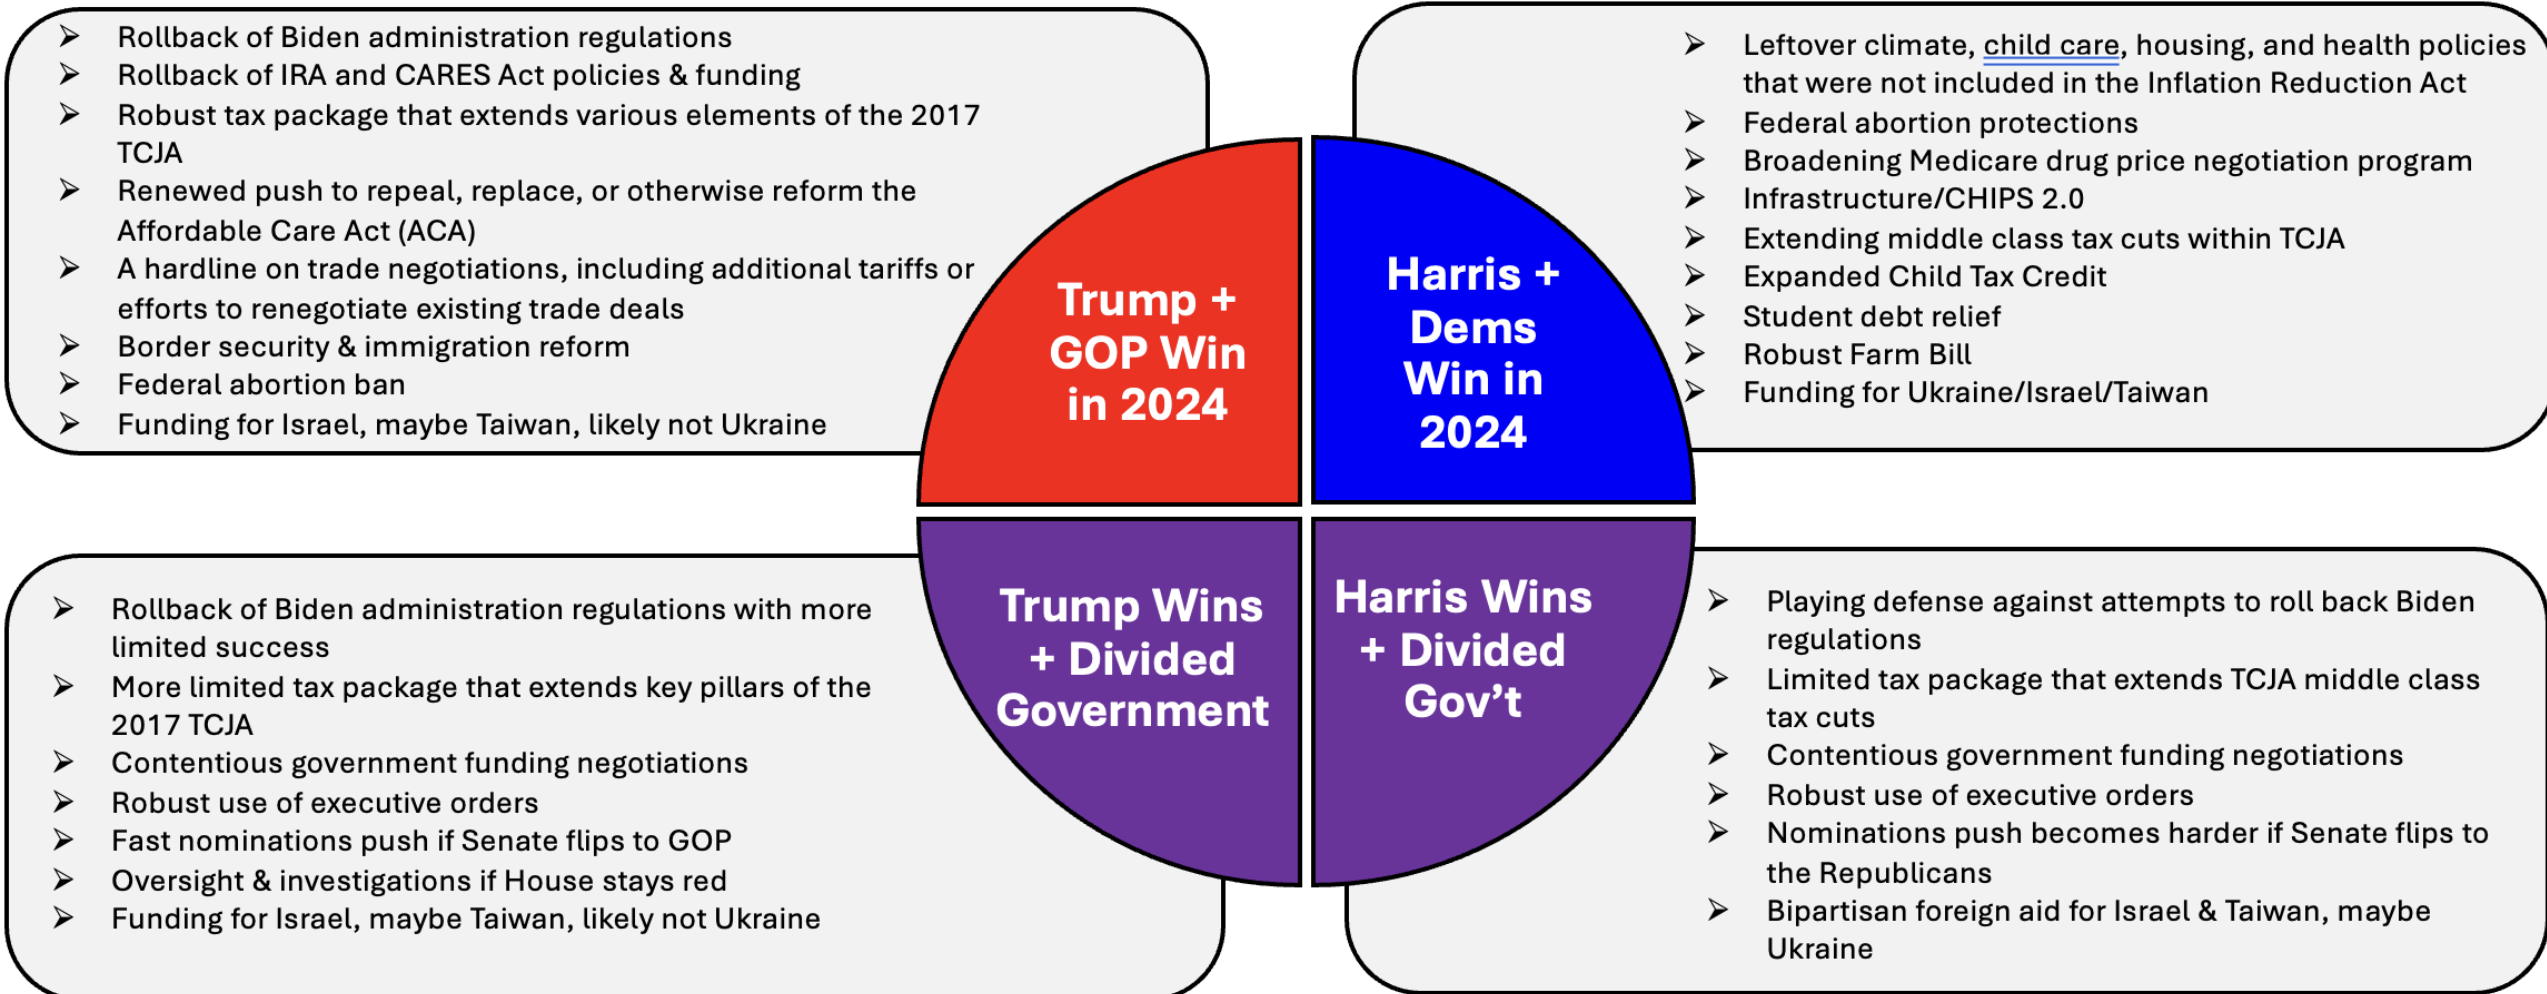 ➢ Rollback of Biden administration regulations
➢ Rollback of IRA and CARES Act policies & funding
➢ Robust tax package that extends various elements of the 2017
TCJA
➢ Renewed push to repeal, replace, or otherwise reform the
Affordable Care Act (ACA)
➢ A hardline on trade negotiations, including additional tariffs or
efforts to renegotiate existing trade deals
➢ Border security & immigration reform
➢ Federal abortion ban
➢ Funding for Israel, maybe Taiwan, likely not Ukraine
Trump +
GOP Win
in 2024
Harris +
Dems
Win in
2024
➢ Leftover climate, child care, housing, and health policies
that were not included in the Inflation Reduction Act
➢ Federal abortion protections
➢ Broadening Medicare drug price negotiation program
➢ Infrastructure/CHIPS 2.0
➢ Extending middle class tax cuts within TCJA
➢ Expanded Child Tax Credit
➢ Student debt relief
➢ Robust Farm Bill
➢ Funding for Ukraine/Israel/Taiwan
➢ Rollback of Biden administration regulations with more
limited success
➢ More limited tax package that extends key pillars of the
2017 TCJA
➢ Contentious government funding negotiations
➢ Robust use of executive orders
➢ Fast nominations push if Senate flips to GOP
➢ Oversight & investigations if House stays red
➢ Funding for Israel, maybe Taiwan, likely not Ukraine
Trump Wins
+ Divided
Government
Harris Wins
+ Divided
Gov’t
➢ Playing defense against attempts to roll back Biden
regulations
➢ Limited tax package that extends TCJA middle class
tax cuts
➢ Contentious government funding negotiations
➢ Robust use of executive orders
➢ Nominations push becomes harder if Senate flips to
the Republicans
➢ Bipartisan foreign aid for Israel & Taiwan, maybe
Ukraine